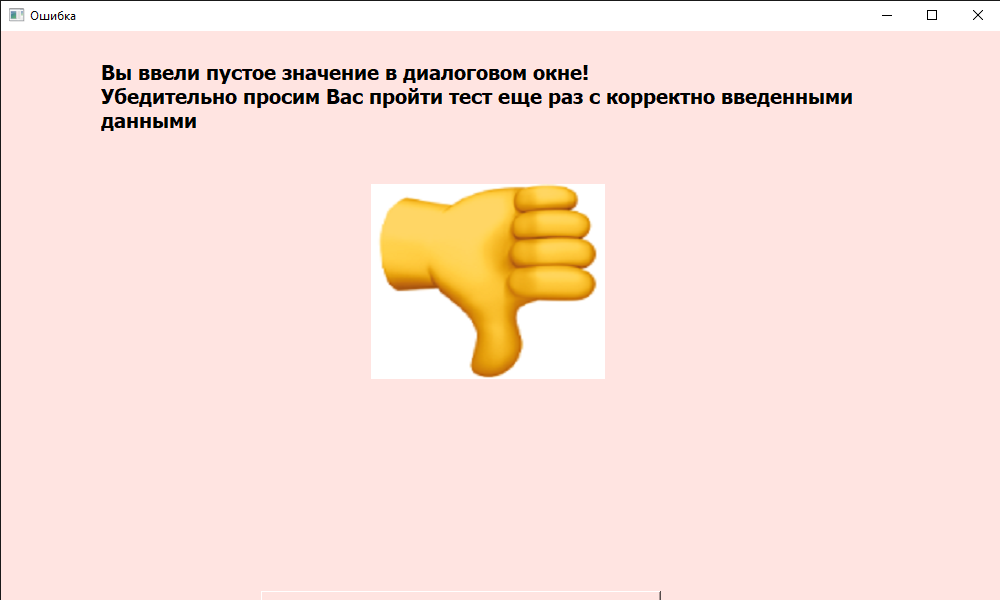 Ошибка
Вы ввели пустое значение в диалоговом окне!
Убедительно просим Вас пройти тест еще раз с корректно введенными
данными